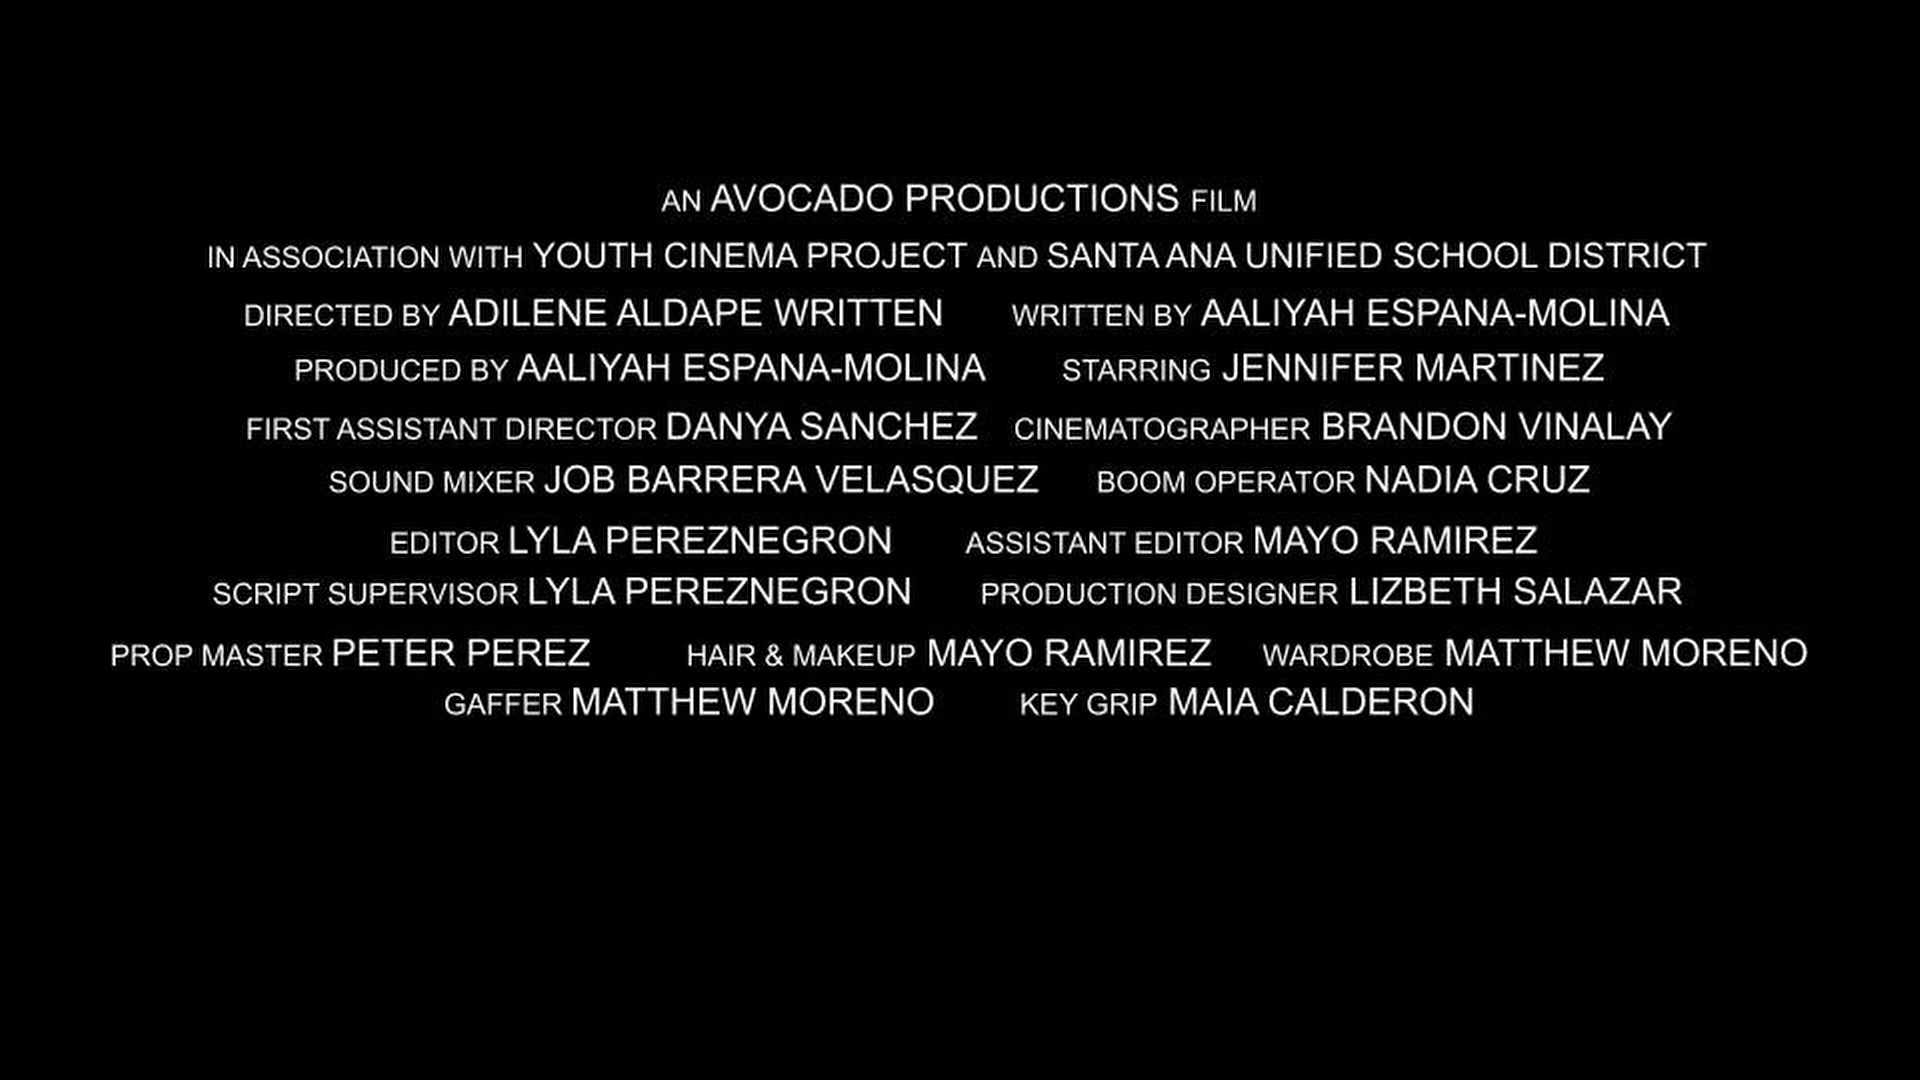 AN AVOCADO PRODUCTIONS FILM
IN ASSOCIATION WITH YOUTH CINEMA PROJECT AND SANTA ANA UNIFIED SCHOOL DISTRICT
DIRECTED BY ADILENE ALDAPE WRITTEN WRITTEN BY AALIYAH ESPANA-MOLINA
PRODUCED BY AALIYAH ESPANA-MOLINA STARRING JENNIFER MARTINEZ
FIRST ASSISTANT DIRECTOR DANYA SANCHEZ CINEMATOGRAPHER BRANDON VINALAY
SOUND MIXER JOB BARRERA VELASQUEZ BOOM OPERATOR NADIA CRUZ
EDITOR LYLA PEREZNEGRON ASSISTANT EDITOR MAYO RAMIREZ
SCRIPT SUPERVISOR LYLA PEREZNEGRON PRODUCTION DESIGNER LIZBETH SALAZAR
PROP MASTER PETER PEREZ HAIR & MAKEUP MAYO RAMIREZ WARDROBE MATTHEW MORENO
GAFFER MATTHEW MORENO KEY GRIP MAIA CALDERON